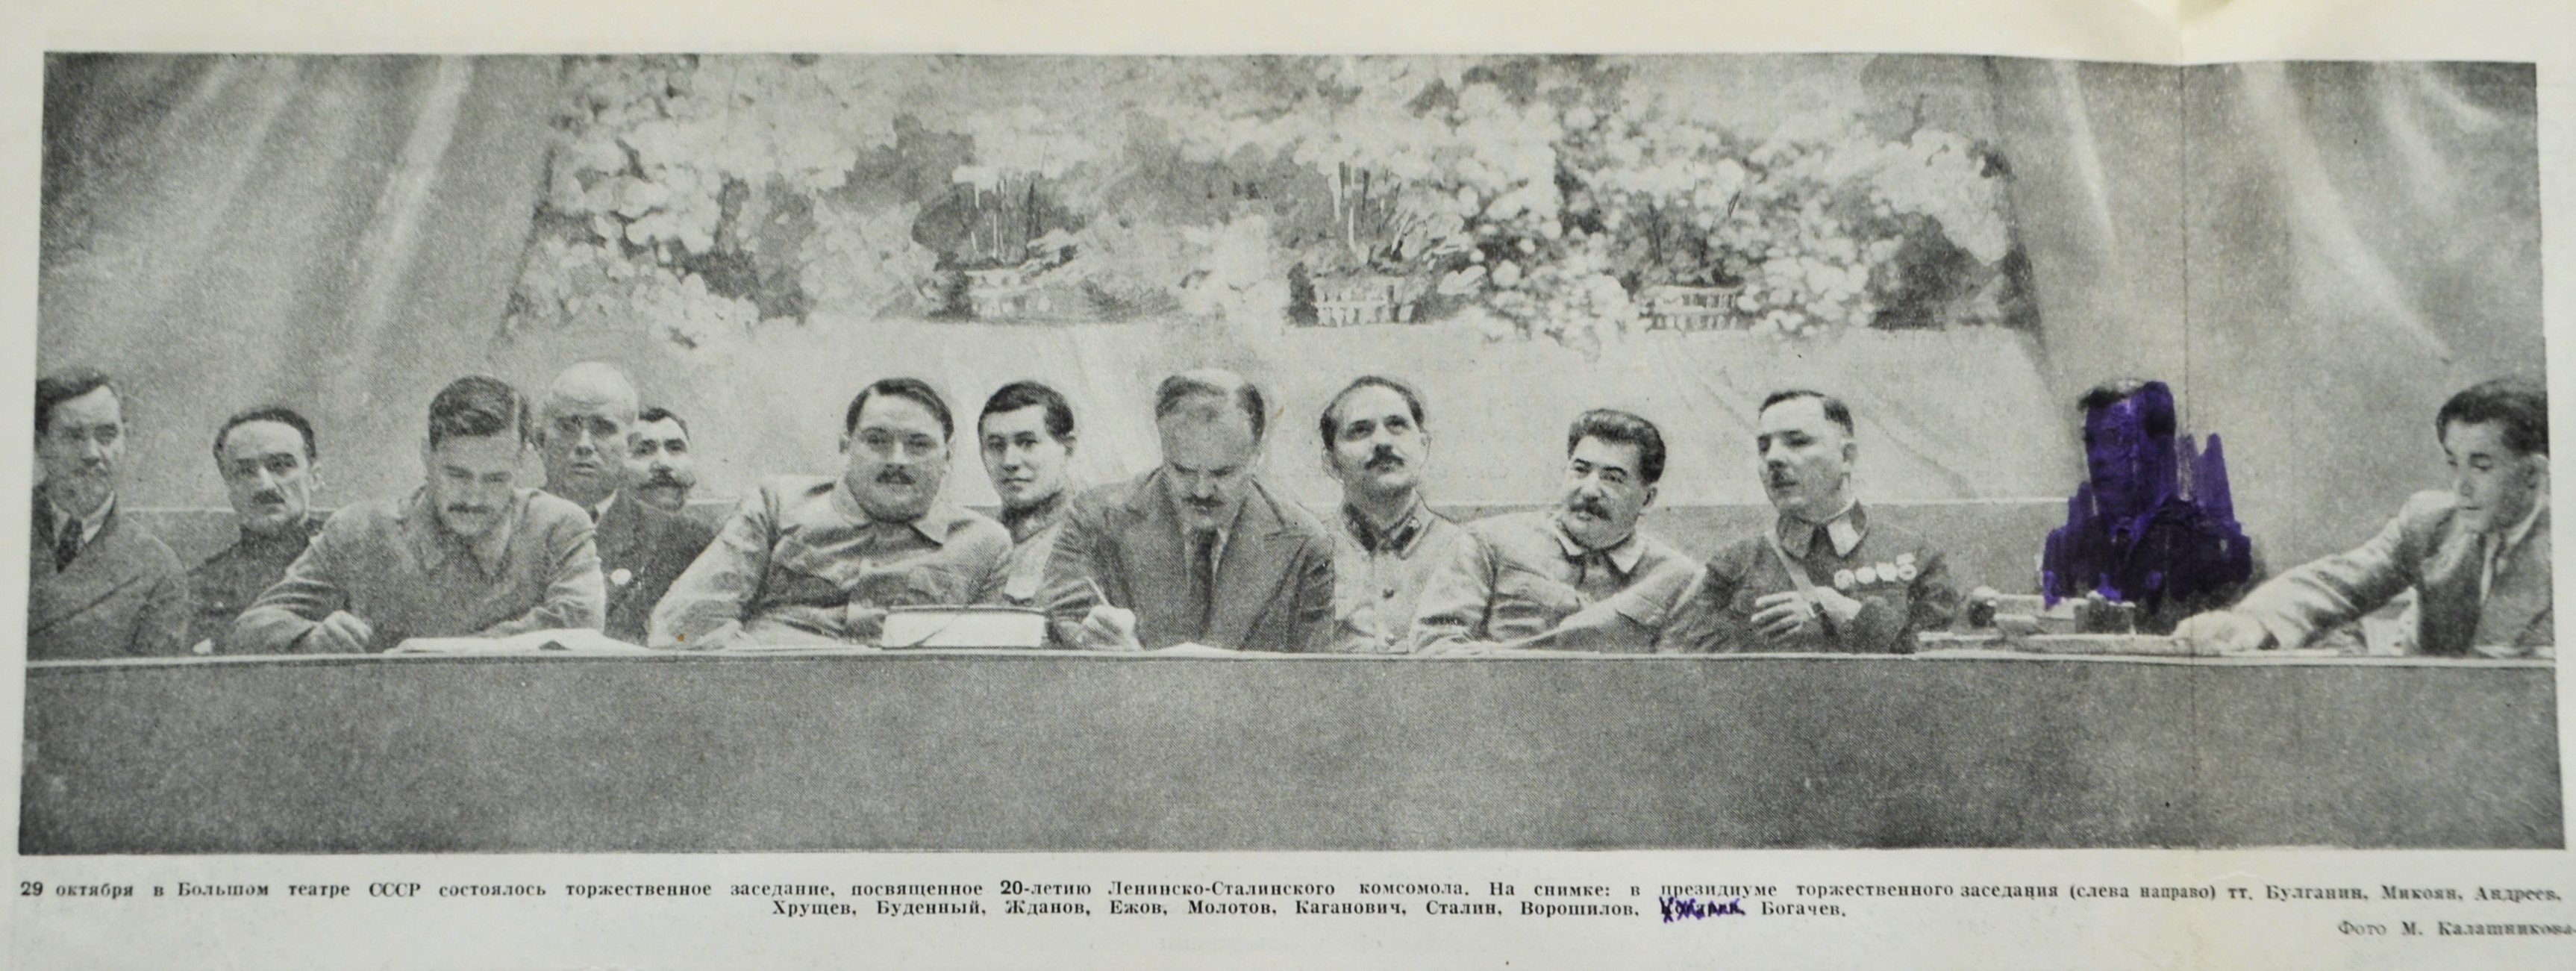 29 октября в Большом театре СССР состоялось торжественное заседание, посвященное 20-летию Ленинско-Сталинского комсомола. На снимке: в президиуме торжественного заседания (слева направо) тт. Булганин, Микоян, Андреев,
Хрущев, Буденный, Жданов, Ежов, Молотов, Каганович, Сталин, Ворошилов, Богачев.
Фото М. Калашникова